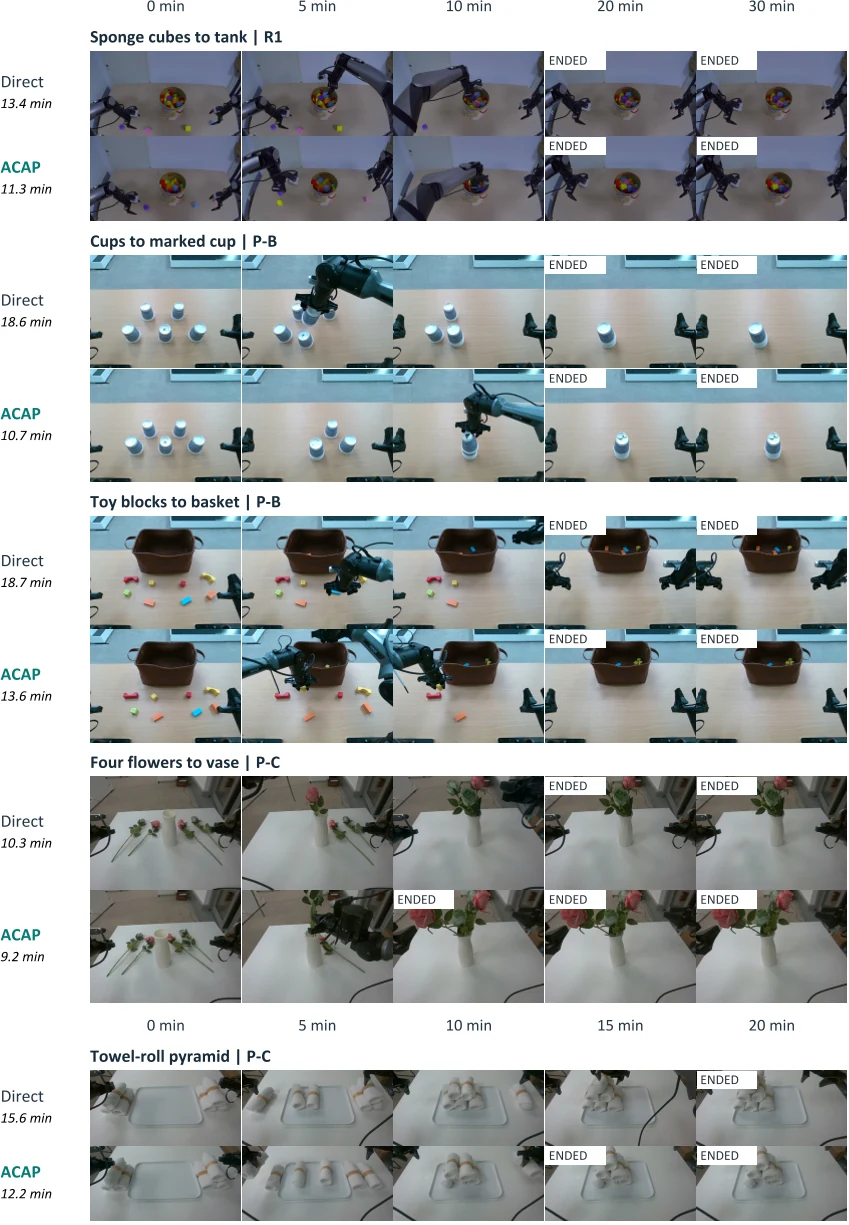 0 min 5 min 10 min 20 min 30 min
Sponge cubes to tank | R1
Direct
13.4 min
ENDED ENDED
ACAP
11.3 min
ENDED ENDED
Cups to marked cup | P-B
Direct
18.6 min
ENDED ENDED
ACAP
10.7 min
ENDED ENDED
Toy blocks to basket | P-B
Direct
18.7 min
ENDED ENDED
ACAP
13.6 min
ENDED ENDED
Four flowers to vase | P-C
Direct
10.3 min
ENDED ENDED
ACAP
9.2 min
ENDED ENDED ENDED
0 min 5 min 10 min 15 min 20 min
Towel-roll pyramid | P-C
Direct
15.6 min
ENDED
ACAP
12.2 min
ENDED ENDED